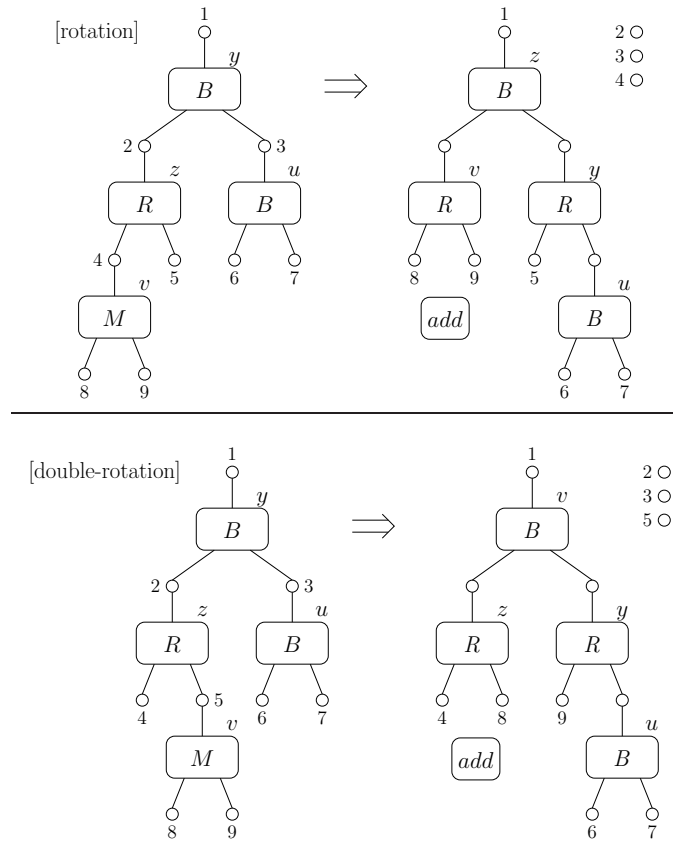 1 1
[rotation] 2
y z 3
B B 4
2 3
z u v y
R B R R
4 5 6 7 8 9 5
v u
M add B
8 9 6 7
1 1
[double-rotation] 2
y v 3
B B 5
2 3
z u z y
R B R R
4 5 6 7 4 8 9
v u
M add B
8 9 6 7